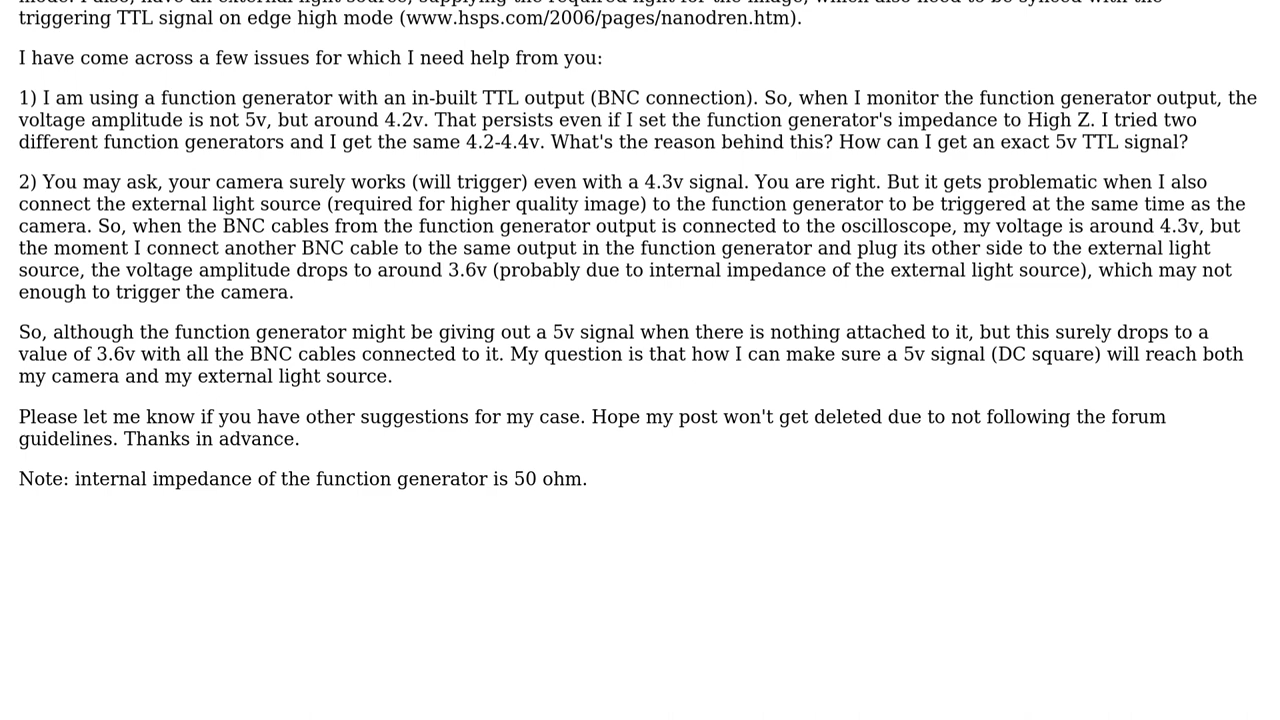 triggering TTL signal on edge high mode (www.hsps.com/2006/pages/nanodren.htm).
I have come across a few issues for which I need help from you:
1) I am using a function generator with an in-built TTL output (BNC connection). So, when I monitor the function generator output, the
voltage amplitude is not 5v, but around 4.2v. That persists even if I set the function generator's impedance to High Z. I tried two
different function generators and I get the same 4.2-4.4v. What's the reason behind this? How can I get an exact 5v TTL signal?
2) You may ask, your camera surely works (will trigger) even with a 4.3v signal. You are right. But it gets problematic when I also
connect the external light source (required for higher quality image) to the function generator to be triggered at the same time as the
camera. So, when the BNC cables from the function generator output is connected to the oscilloscope, my voltage is around 4.3v, but
the moment I connect another BNC cable to the same output in the function generator and plug its other side to the external light
source, the voltage amplitude drops to around 3.6v (probably due to internal impedance of the external light source), which may not
enough to trigger the camera.
So, although the function generator might be giving out a 5v signal when there is nothing attached to it, but this surely drops to a
value of 3.6v with all the BNC cables connected to it. My question is that how I can make sure a 5v signal (DC square) will reach both
my camera and my external light source.
Please let me know if you have other suggestions for my case. Hope my post won't get deleted due to not following the forum
guidelines. Thanks in advance.
Note: internal impedance of the function generator is 50 ohm.